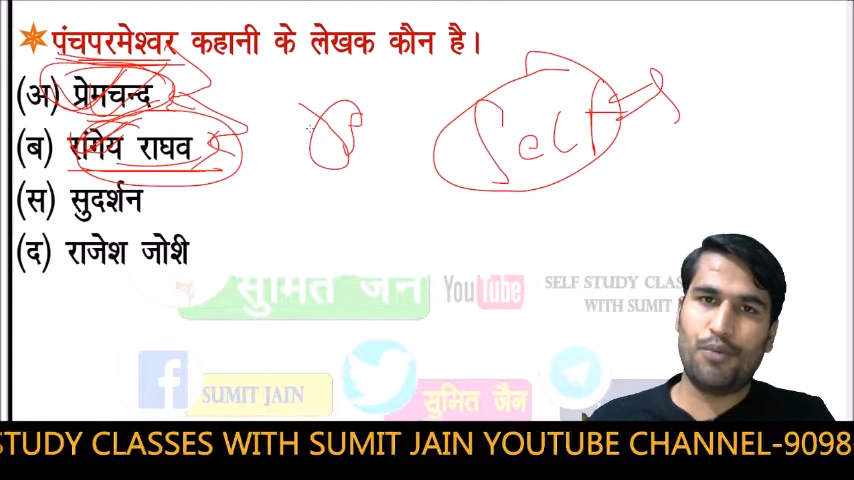 पंचपरमेश्वर कहानी के लेखक कौन है।
(अ) प्रेमचन्द
(ब) रांगेय राघव
Self
(स) सुदर्शन
(द) राजेश जोशी
सुमित जैन
YouTube
SELF STUDY CLAS
WITH SUMIT
SUMIT JAIN
सुमित जैन
STUDY CLASSES WITH SUMIT JAIN YOUTUBE CHANNEL-9098